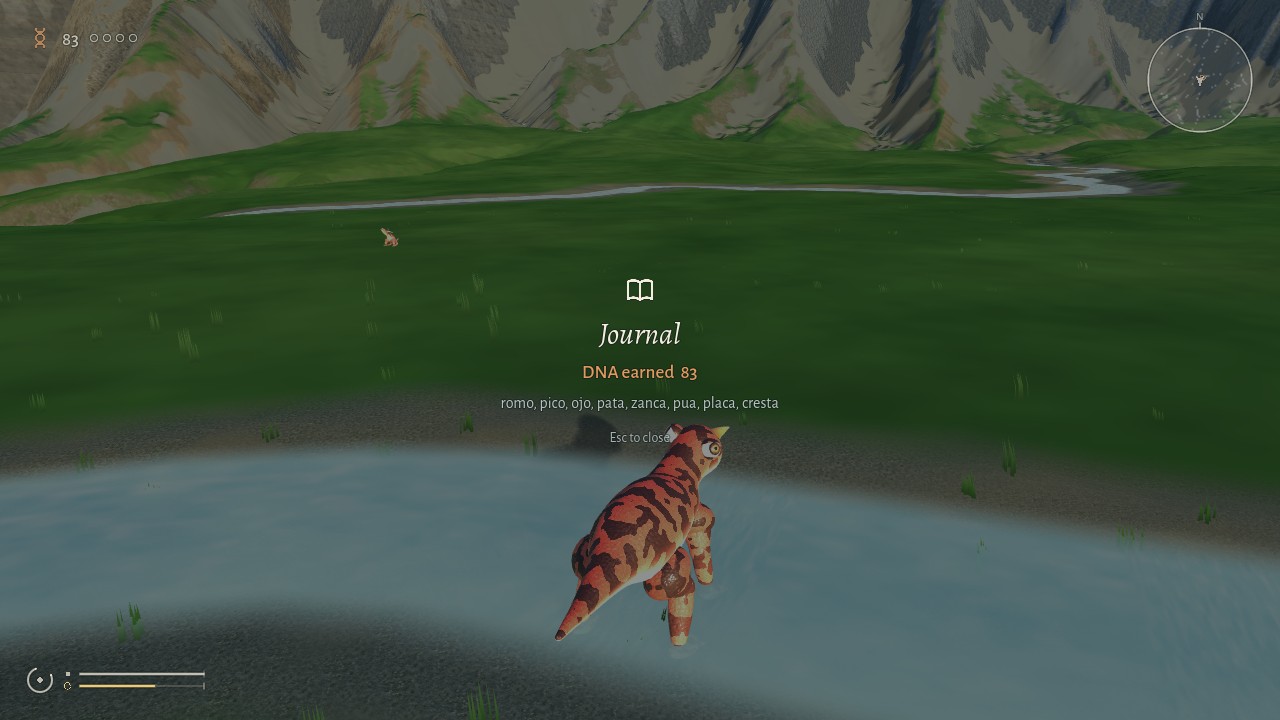 83
N
Journal
DNA earned 83
romo, pico, ojo, pata, zanca, pua, placa, cresta
Esc to close